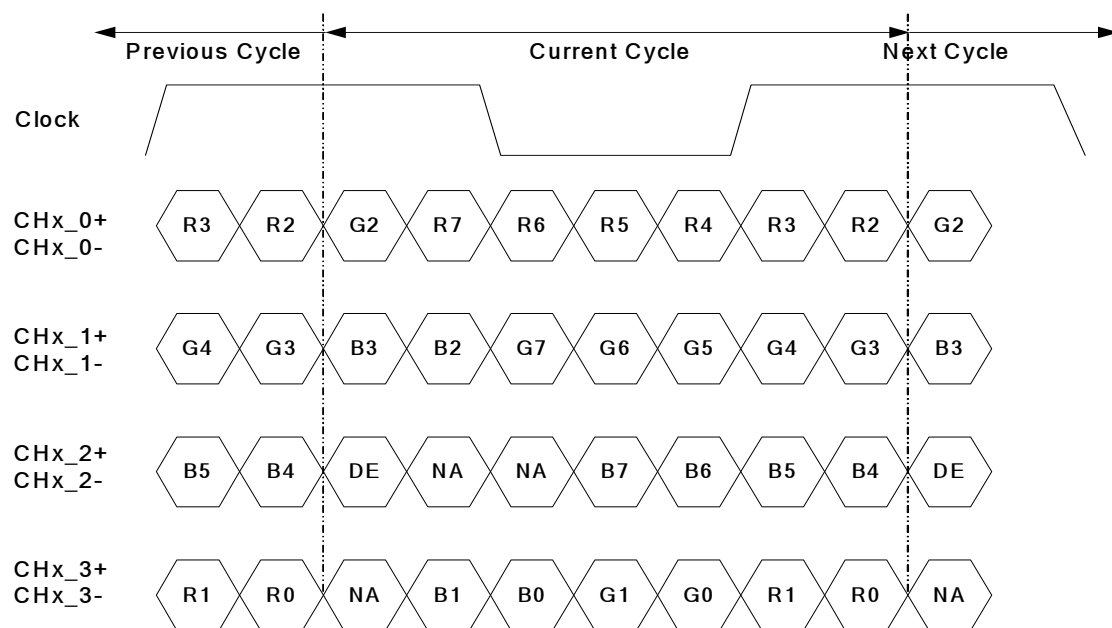 Previous Cycle Current Cycle Next Cycle
Clock
CHx_0+
CHx_0-
R3 R2 G2 R7 R6 R5 R4 R3 R2 G2
CHx_1+
CHx_1-
G4 G3 B3 B2 G7 G6 G5 G4 G3 B3
CHx_2+
CHx_2-
B5 B4 DE NA NA B7 B6 B5 B4 DE
CHx_3+
CHx_3-
R1 R0 NA B1 B0 G1 G0 R1 R0 NA